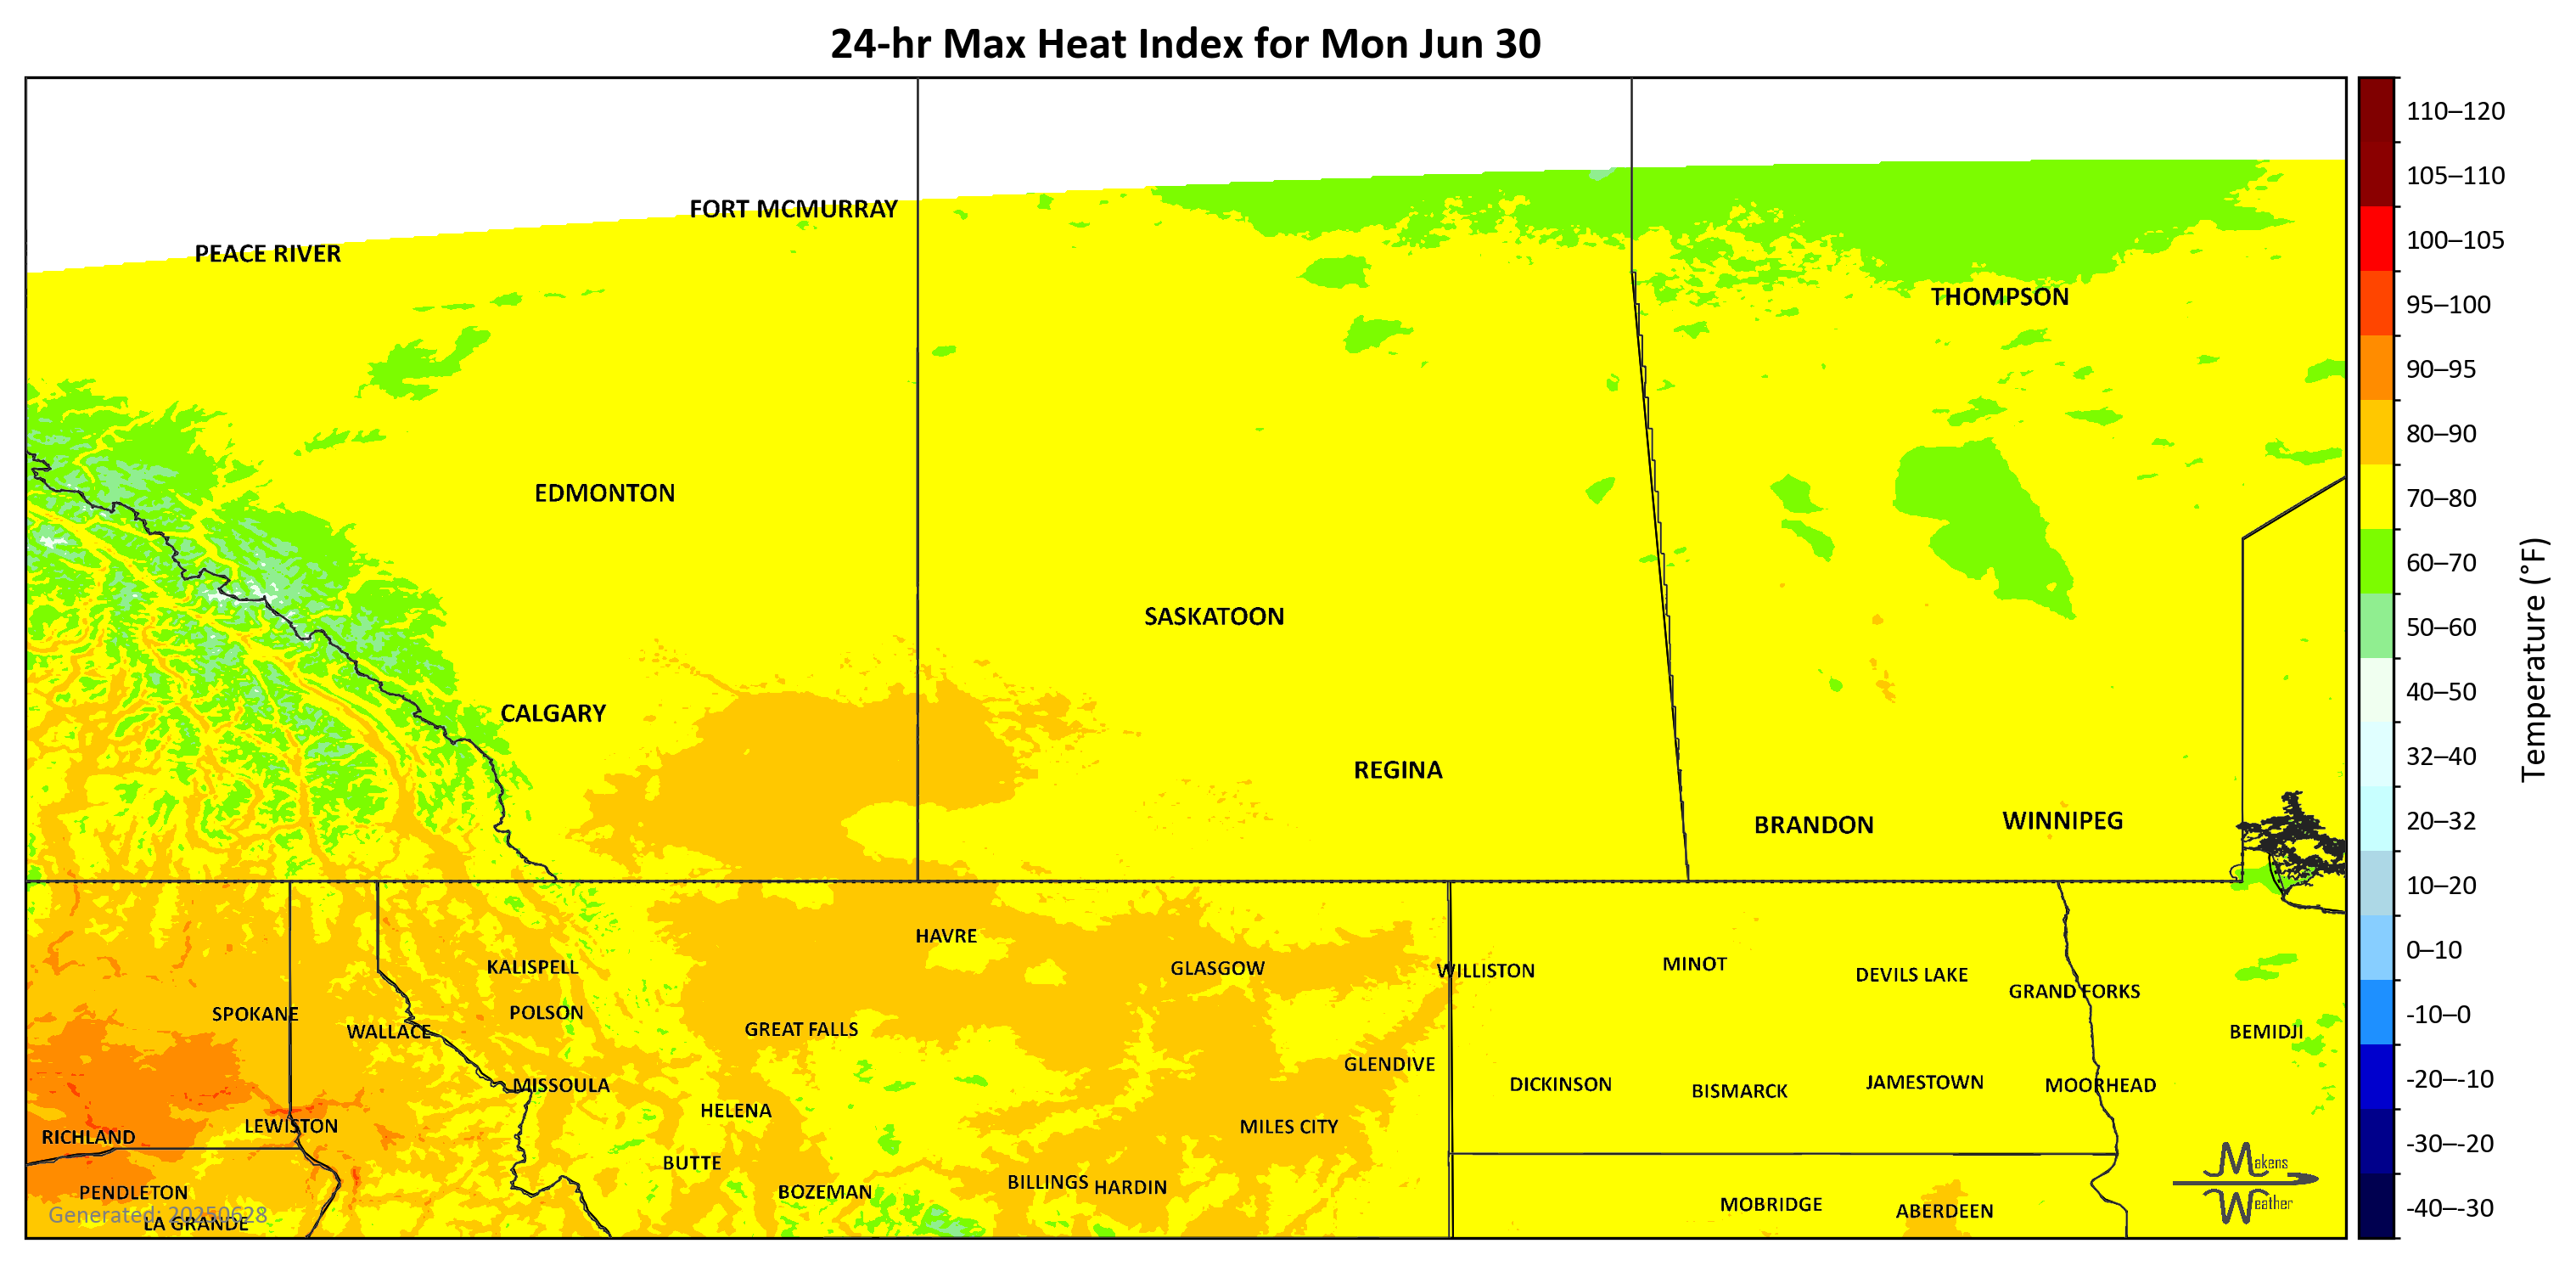 24-hr Max Heat Index for Mon Jun 30
110–120
105–110
100–105
95–100
90–95
80–90
70–80
60–70
50–60
40–50
32–40
20–32
10–20
0–10
-10–0
-20–-10
-30–-20
-40–-30
Temperature (°F)
FORT MCMURRAY
PEACE RIVER
THOMPSON
EDMONTON
SASKATOON
CALGARY
REGINA
BRANDON
WINNIPEG
HAVRE
KALISPELL
GLASGOW
WILLISTON
MINOT
DEVILS LAKE
GRAND FORKS
SPOKANE
POLSON
WALLACE
GREAT FALLS
BEMIDJI
GLENDIVE
MISSOULA
DICKINSON
BISMARCK
JAMESTOWN
MOORHEAD
HELENA
LEWISTON
MILES CITY
RICHLAND
BUTTE
BILLINGS
HARDIN
PENDLETON
BOZEMAN
MOBRIDGE
ABERDEEN
Generated: 20250628
LA GRANDE
Makens
Weather